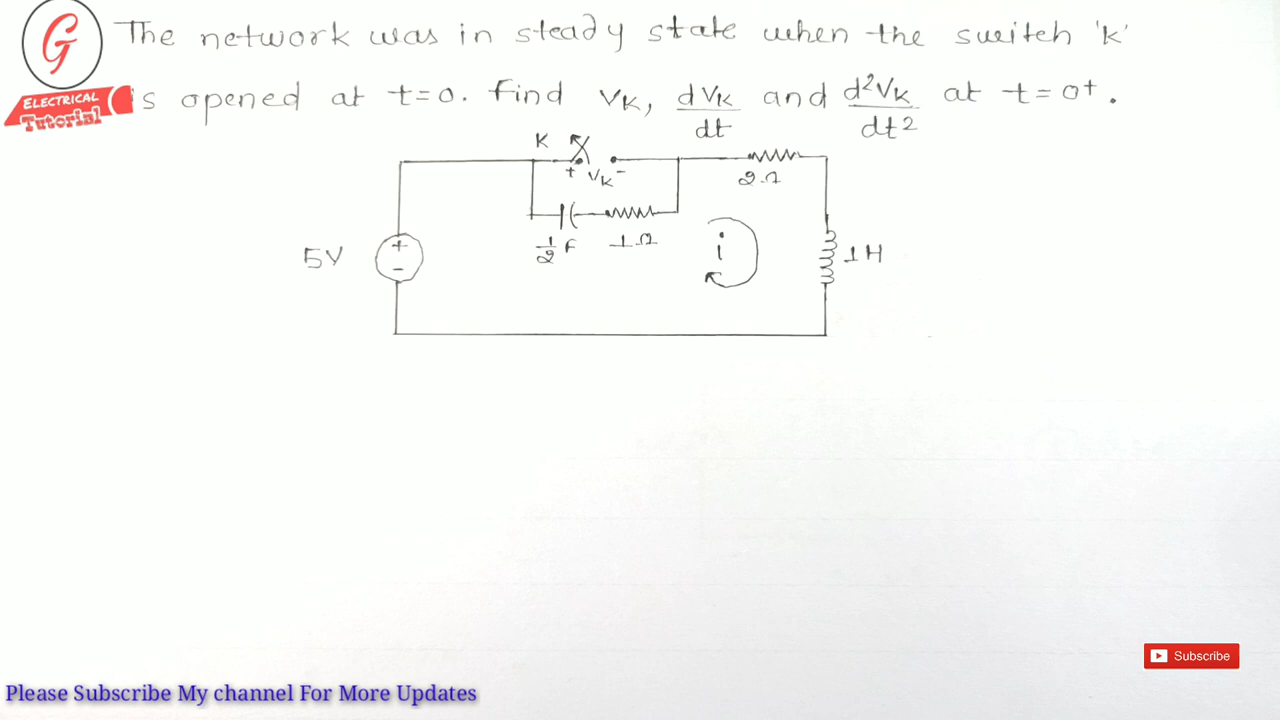 G The network was in steady state when the switch 'K'
ELECTRICAL
Tutorial
is opened at t=0. Find VK, dVK/dt and d²VK/dt² at t=0+.
K
+ VK -
2Ω
1/2 F 1Ω
i
5V
+
-
1H
Subscribe
Please Subscribe My channel For More Updates